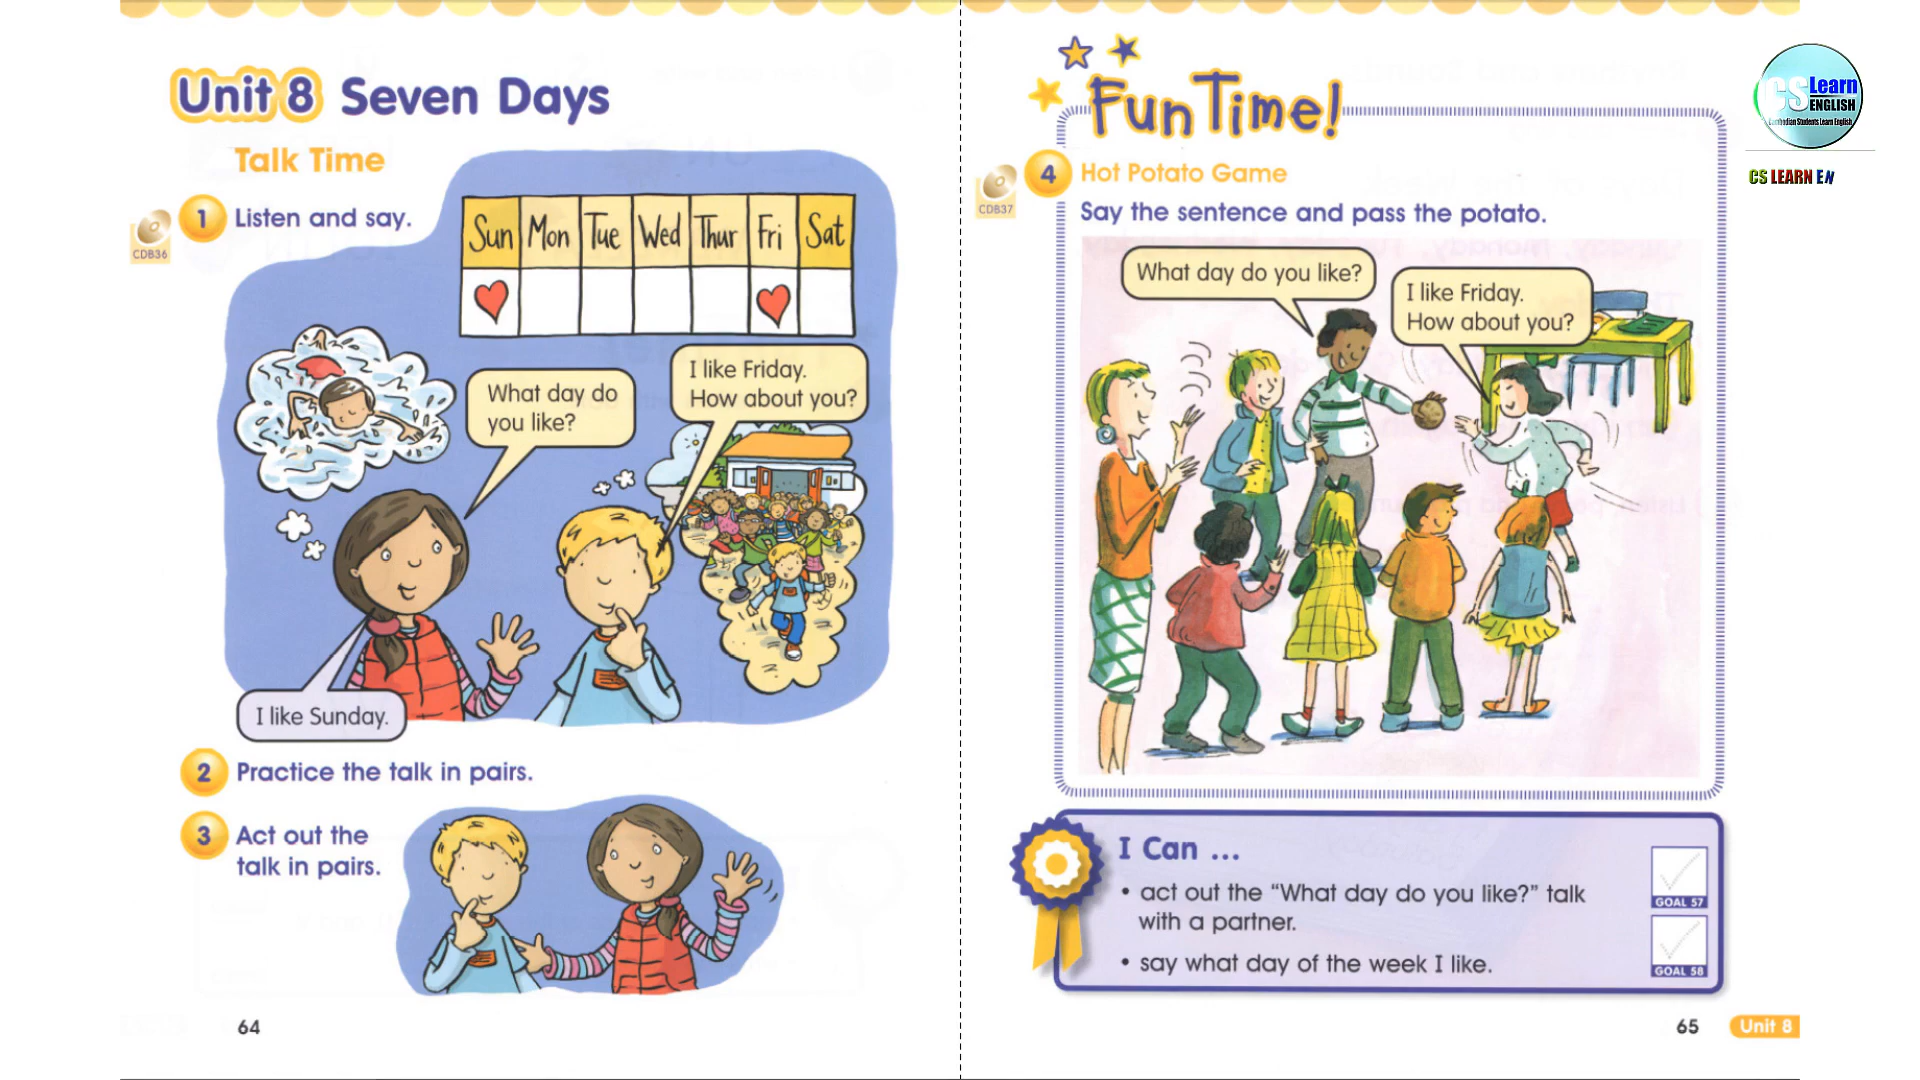 Unit 8 Seven Days
Talk Time
1 Listen and say.
CDB36
Sun Mon Tue Wed Thur Fri Sat
What day do
you like?
I like Friday.
How about you?
I like Sunday.
2 Practice the talk in pairs.
3 Act out the
talk in pairs.
64
Fun Time!
CDB37
4 Hot Potato Game
Say the sentence and pass the potato.
What day do you like?
I like Friday.
How about you?
I Can ...
• act out the “What day do you like?” talk
with a partner.
GOAL 57
• say what day of the week I like.
GOAL 58
65 Unit 8
CS Learn
ENGLISH
Cambodian Students Learn English
CS LEARN EN